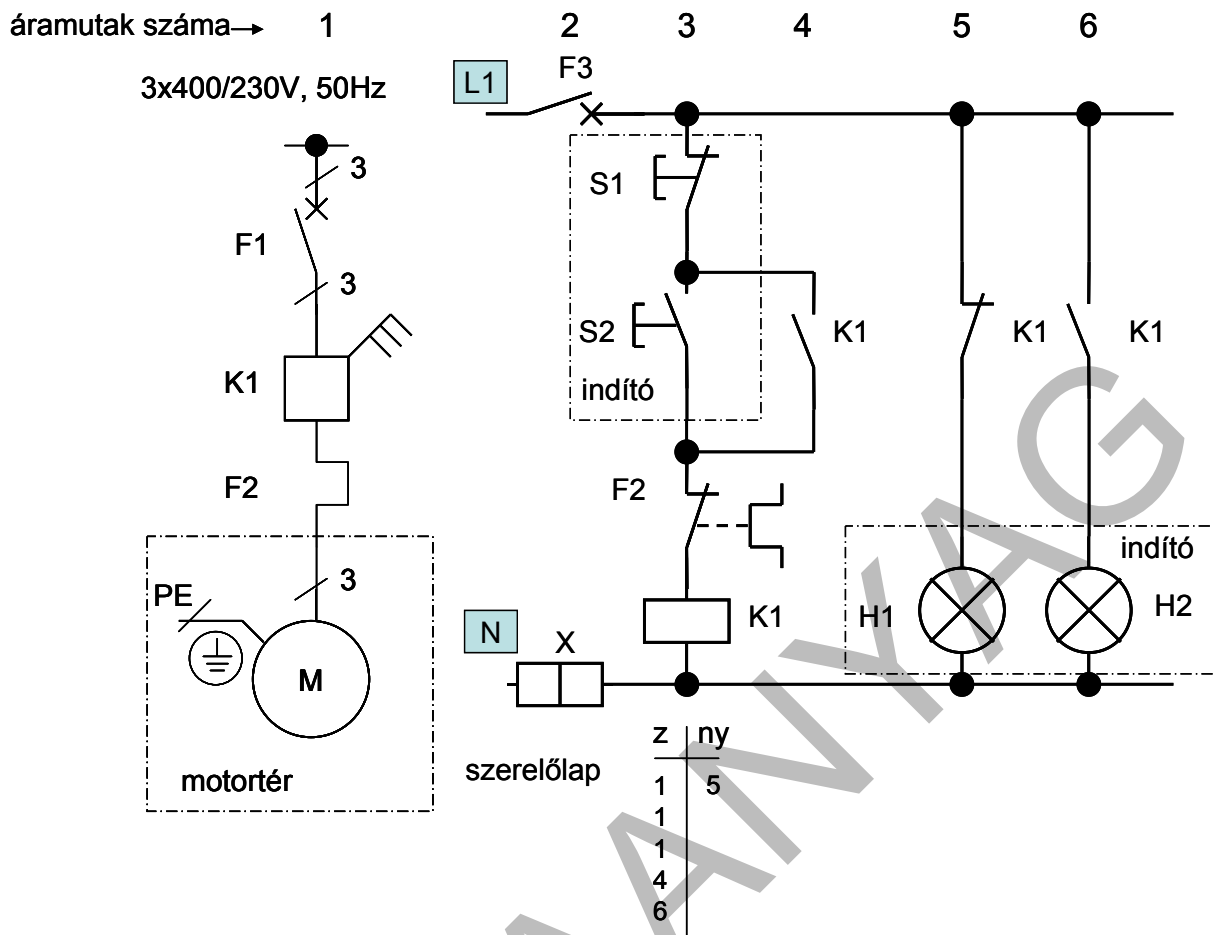 áramutak száma→ 1 2 3 4 5 6
3x400/230V, 50Hz
L1
F3
3
S1
F1
3
S2
K1
K1
K1
K1
indító
F2
F2
indító
PE
3
K1
H1
H2
N
X
M
motortér
szerelőlap
z ny
1 5
1
1
4
6
ANYAG